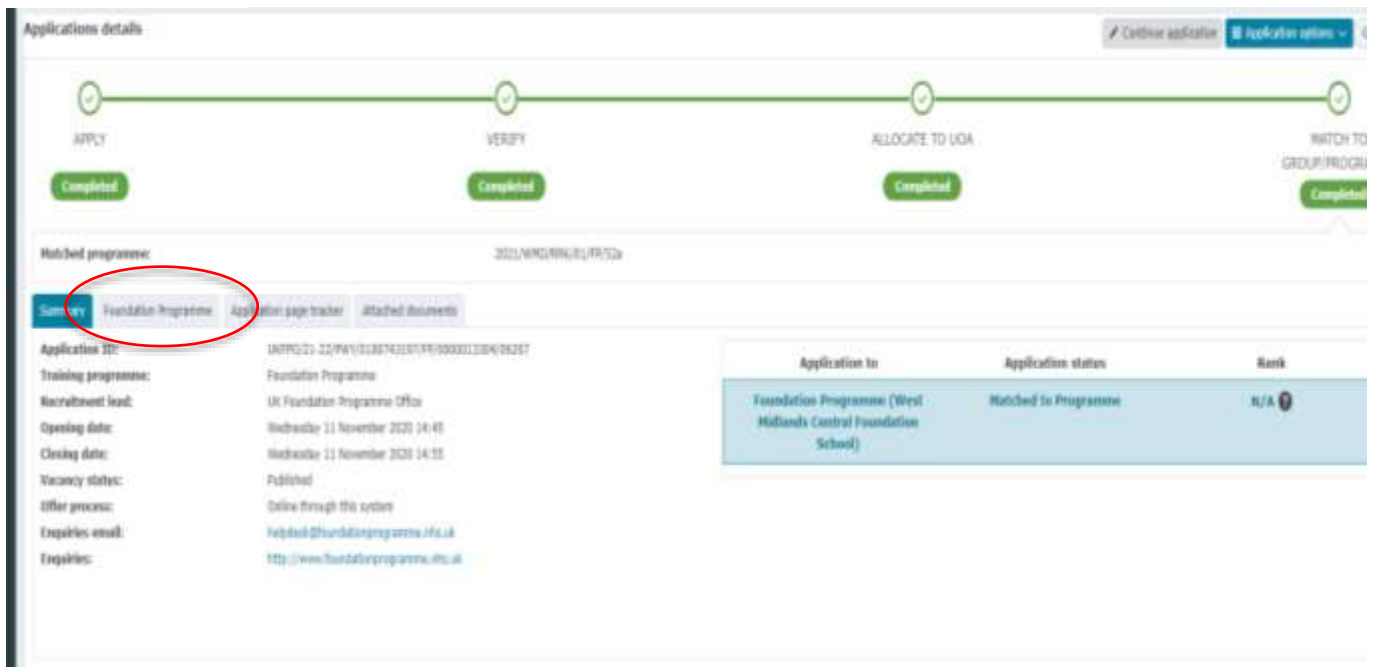 Applications details
Continue application Application options
APPLY VERIFY ALLOCATE TO UOA MATCH TO
GROUP/PROGRA
Completed Completed Completed Completed
Matched programme:
Summary Foundation Programme Application page tracker Attached documents
Application ID:
Training programme: Foundation Programme
Recruitment lead: UK Foundation Programme Office
Opening date: Wednesday 11 November 2020 14:45
Closing date: Wednesday 11 November 2020 14:55
Vacancy status: Published
Offer process: Online through this system
Enquiries email: helpdesk@foundationprogramme.nhs.uk
Enquiries: http://www.foundationprogramme.nhs.uk
Application to Application status Rank
Foundation Programme (West Matched to Programme N/A ?
Midlands Central Foundation
School)